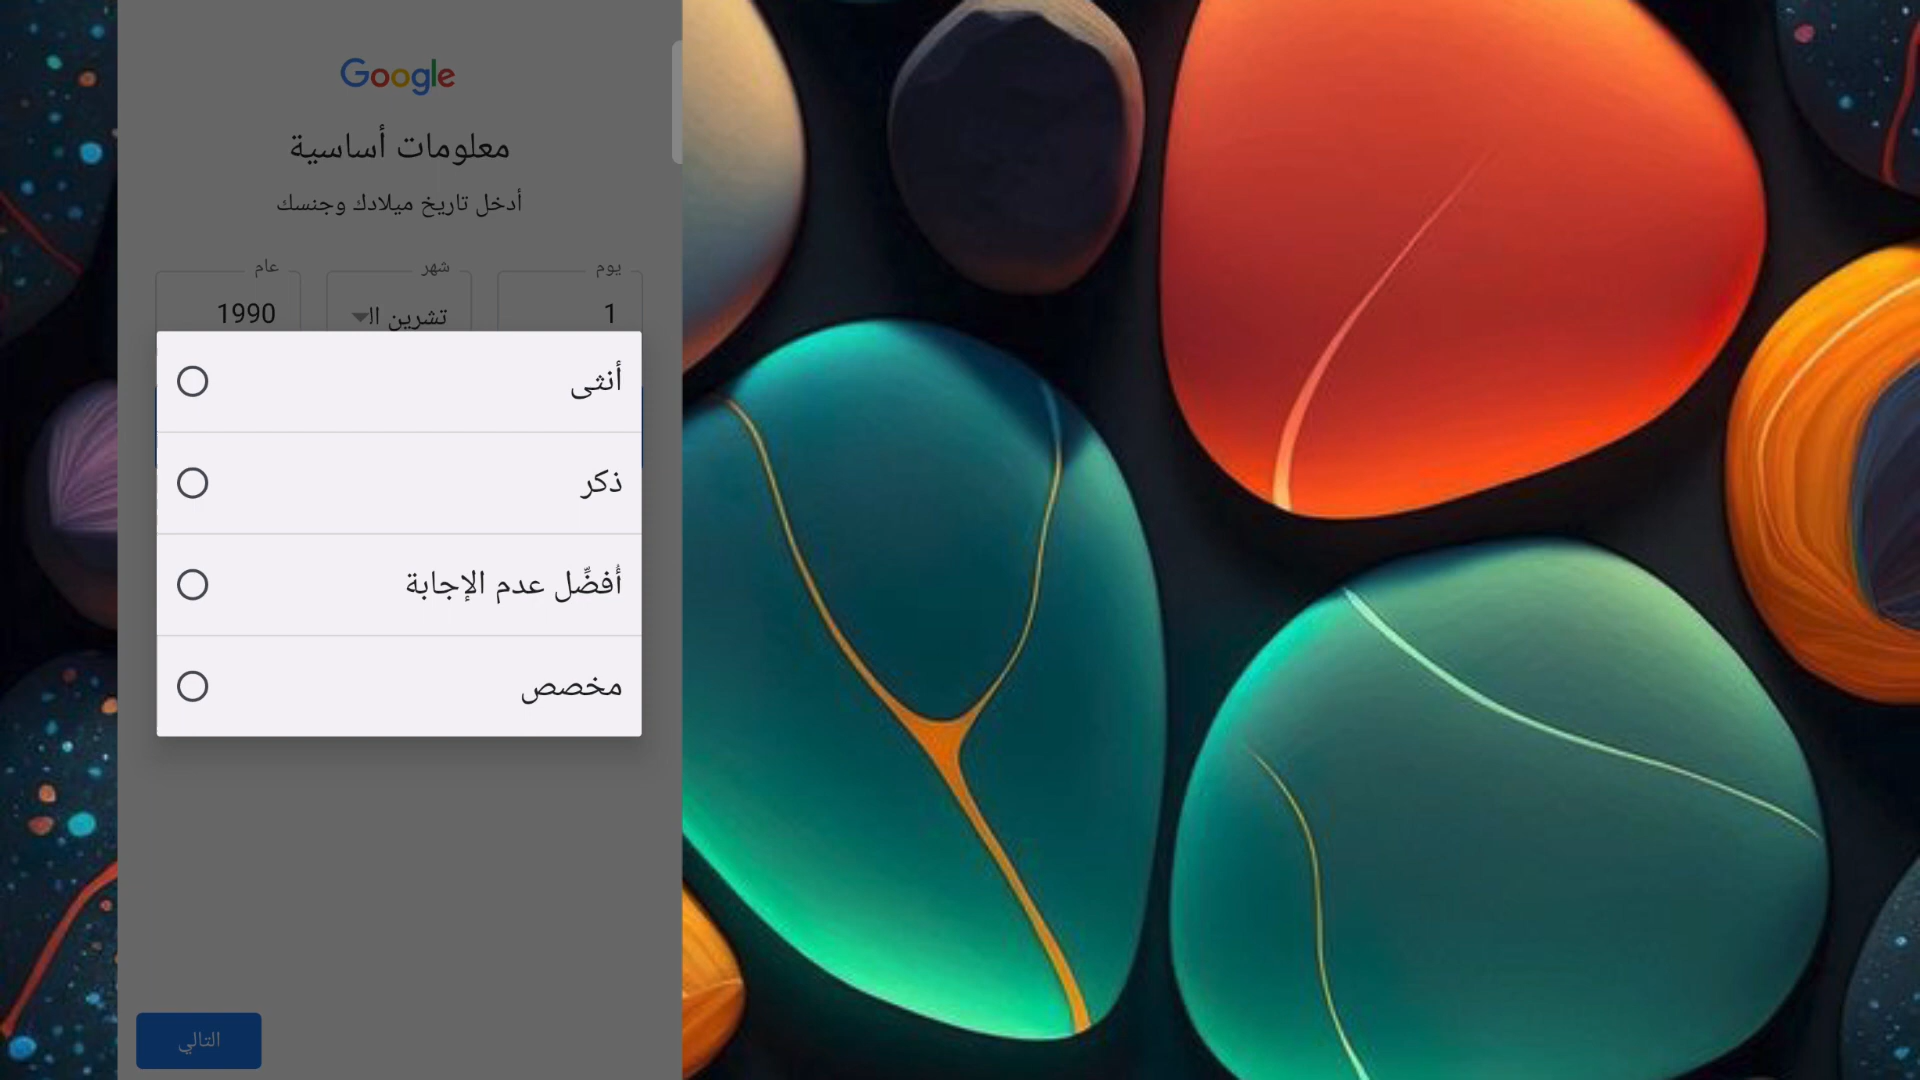 Google
معلومات أساسية
أدخل تاريخ ميلادك وجنسك
يوم شهر عام
1 تشرين ال 1990
أنثى
ذكر
أُفضِّل عدم الإجابة
مخصص
التالي